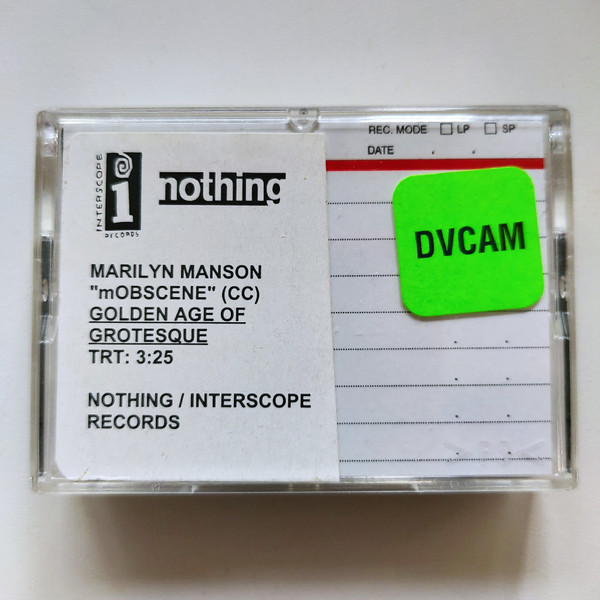 REC. MODE LP SP
DATE
INTERSCOPE
i
RECORDS
nothing
DVCAM
MARILYN MANSON
"mOBSCENE" (CC)
GOLDEN AGE OF
GROTESQUE
TRT: 3:25
NOTHING / INTERSCOPE
RECORDS